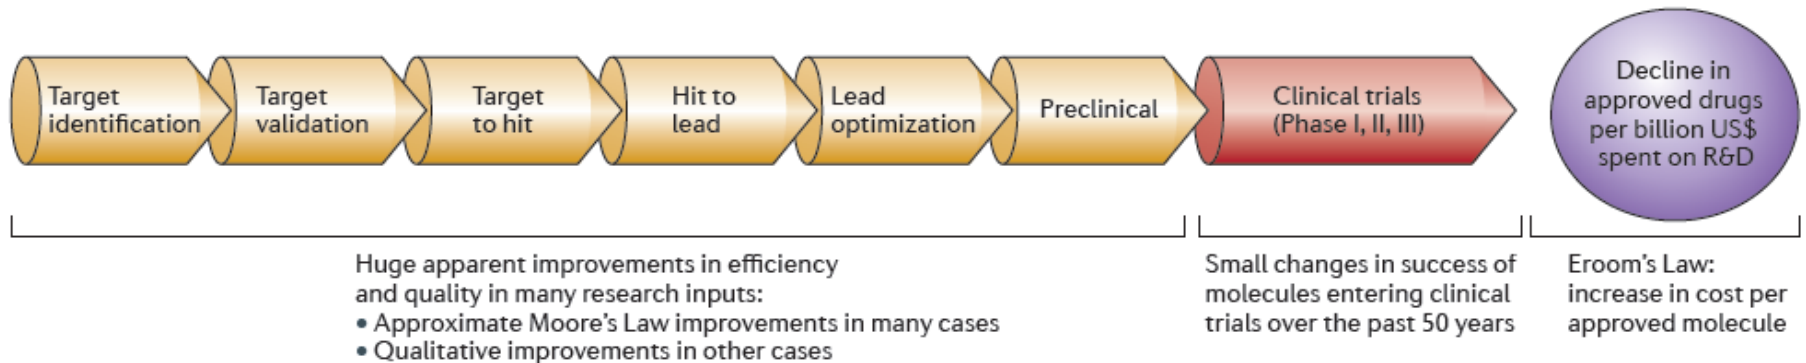 Target
identification
Target
validation
Target
to hit
Hit to
lead
Lead
optimization
Preclinical
Clinical trials
(Phase I, II, III)
Decline in
approved drugs
per billion US$
spent on R&D
Huge apparent improvements in efficiency
and quality in many research inputs:
• Approximate Moore's Law improvements in many cases
• Qualitative improvements in other cases
Small changes in success of
molecules entering clinical
trials over the past 50 years
Eroom's Law:
increase in cost per
approved molecule